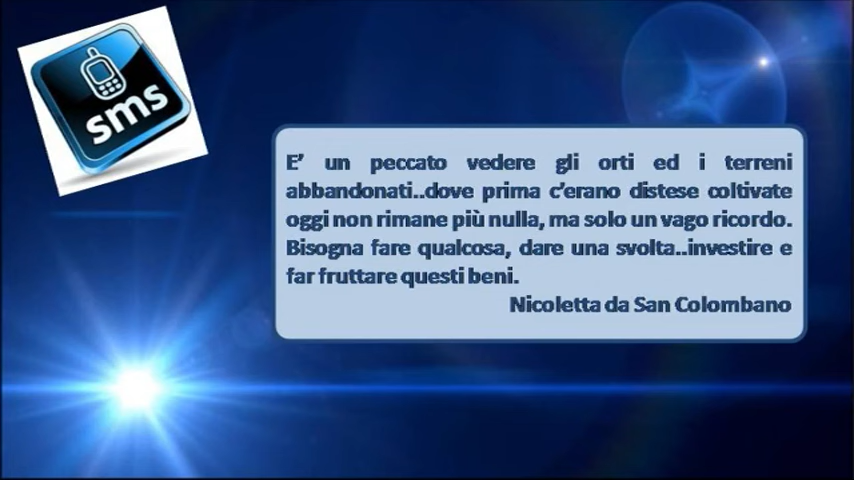 sms
E' un peccato vedere gli orti ed i terreni
abbandonati..dove prima c'erano distese coltivate
oggi non rimane più nulla, ma solo un vago ricordo.
Bisogna fare qualcosa, dare una svolta..investire e
far fruttare questi beni.
Nicoletta da San Colombano